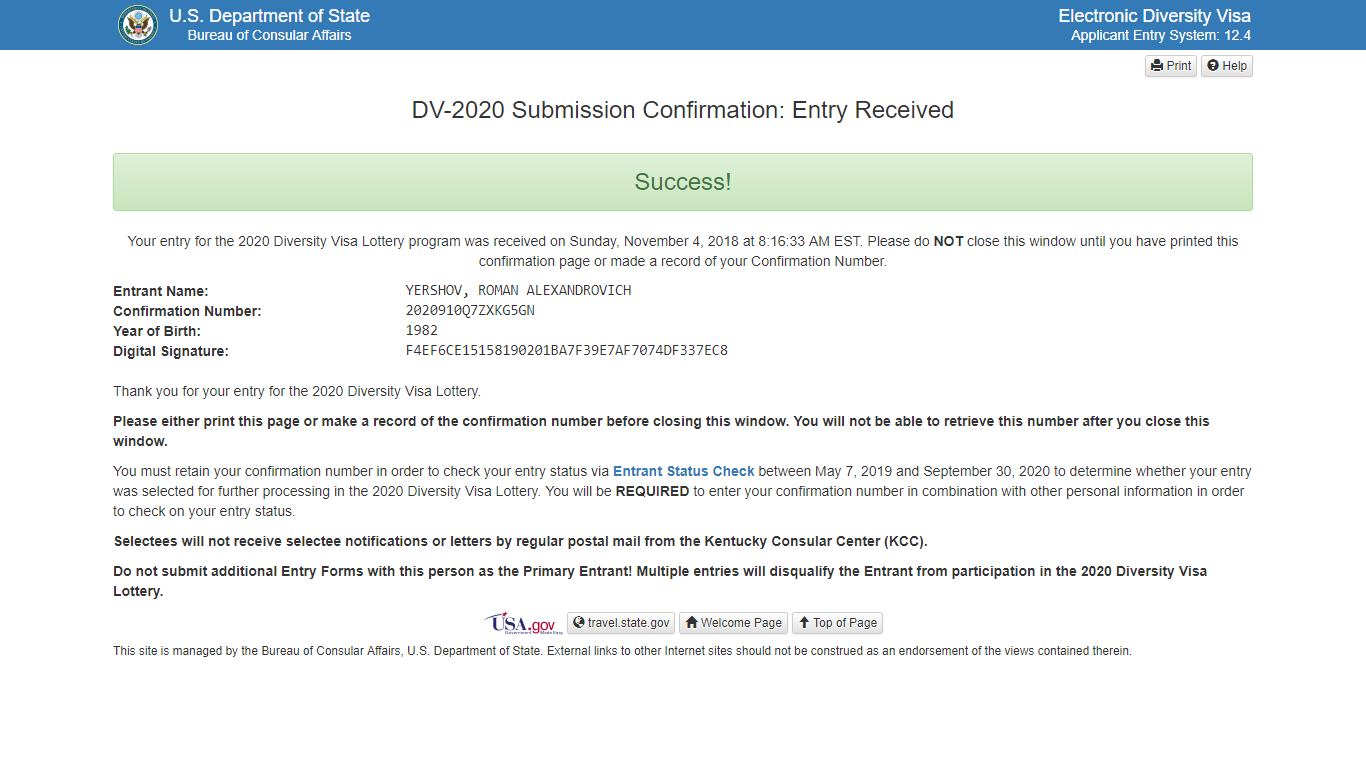 U.S. Department of State
Bureau of Consular Affairs
Electronic Diversity Visa
Applicant Entry System: 12.4
Print
Help
DV-2020 Submission Confirmation: Entry Received
Success!
Your entry for the 2020 Diversity Visa Lottery program was received on Sunday, November 4, 2018 at 8:16:33 AM EST. Please do NOT close this window until you have printed this
confirmation page or made a record of your Confirmation Number.
Entrant Name: YERSHOV, ROMAN ALEXANDROVICH
Confirmation Number: 2020910Q7ZXKG5GN
Year of Birth: 1982
Digital Signature: F4EF6CE15158190201BA7F39E7AF7074DF337EC8
Thank you for your entry for the 2020 Diversity Visa Lottery.
Please either print this page or make a record of the confirmation number before closing this window. You will not be able to retrieve this number after you close this
window.
You must retain your confirmation number in order to check your entry status via Entrant Status Check between May 7, 2019 and September 30, 2020 to determine whether your entry
was selected for further processing in the 2020 Diversity Visa Lottery. You will be REQUIRED to enter your confirmation number in combination with other personal information in order
to check on your entry status.
Selectees will not receive selectee notifications or letters by regular postal mail from the Kentucky Consular Center (KCC).
Do not submit additional Entry Forms with this person as the Primary Entrant! Multiple entries will disqualify the Entrant from participation in the 2020 Diversity Visa
Lottery.
USA.gov
Government Made Easy
travel.state.gov
Welcome Page
Top of Page
This site is managed by the Bureau of Consular Affairs, U.S. Department of State. External links to other Internet sites should not be construed as an endorsement of the views contained therein.